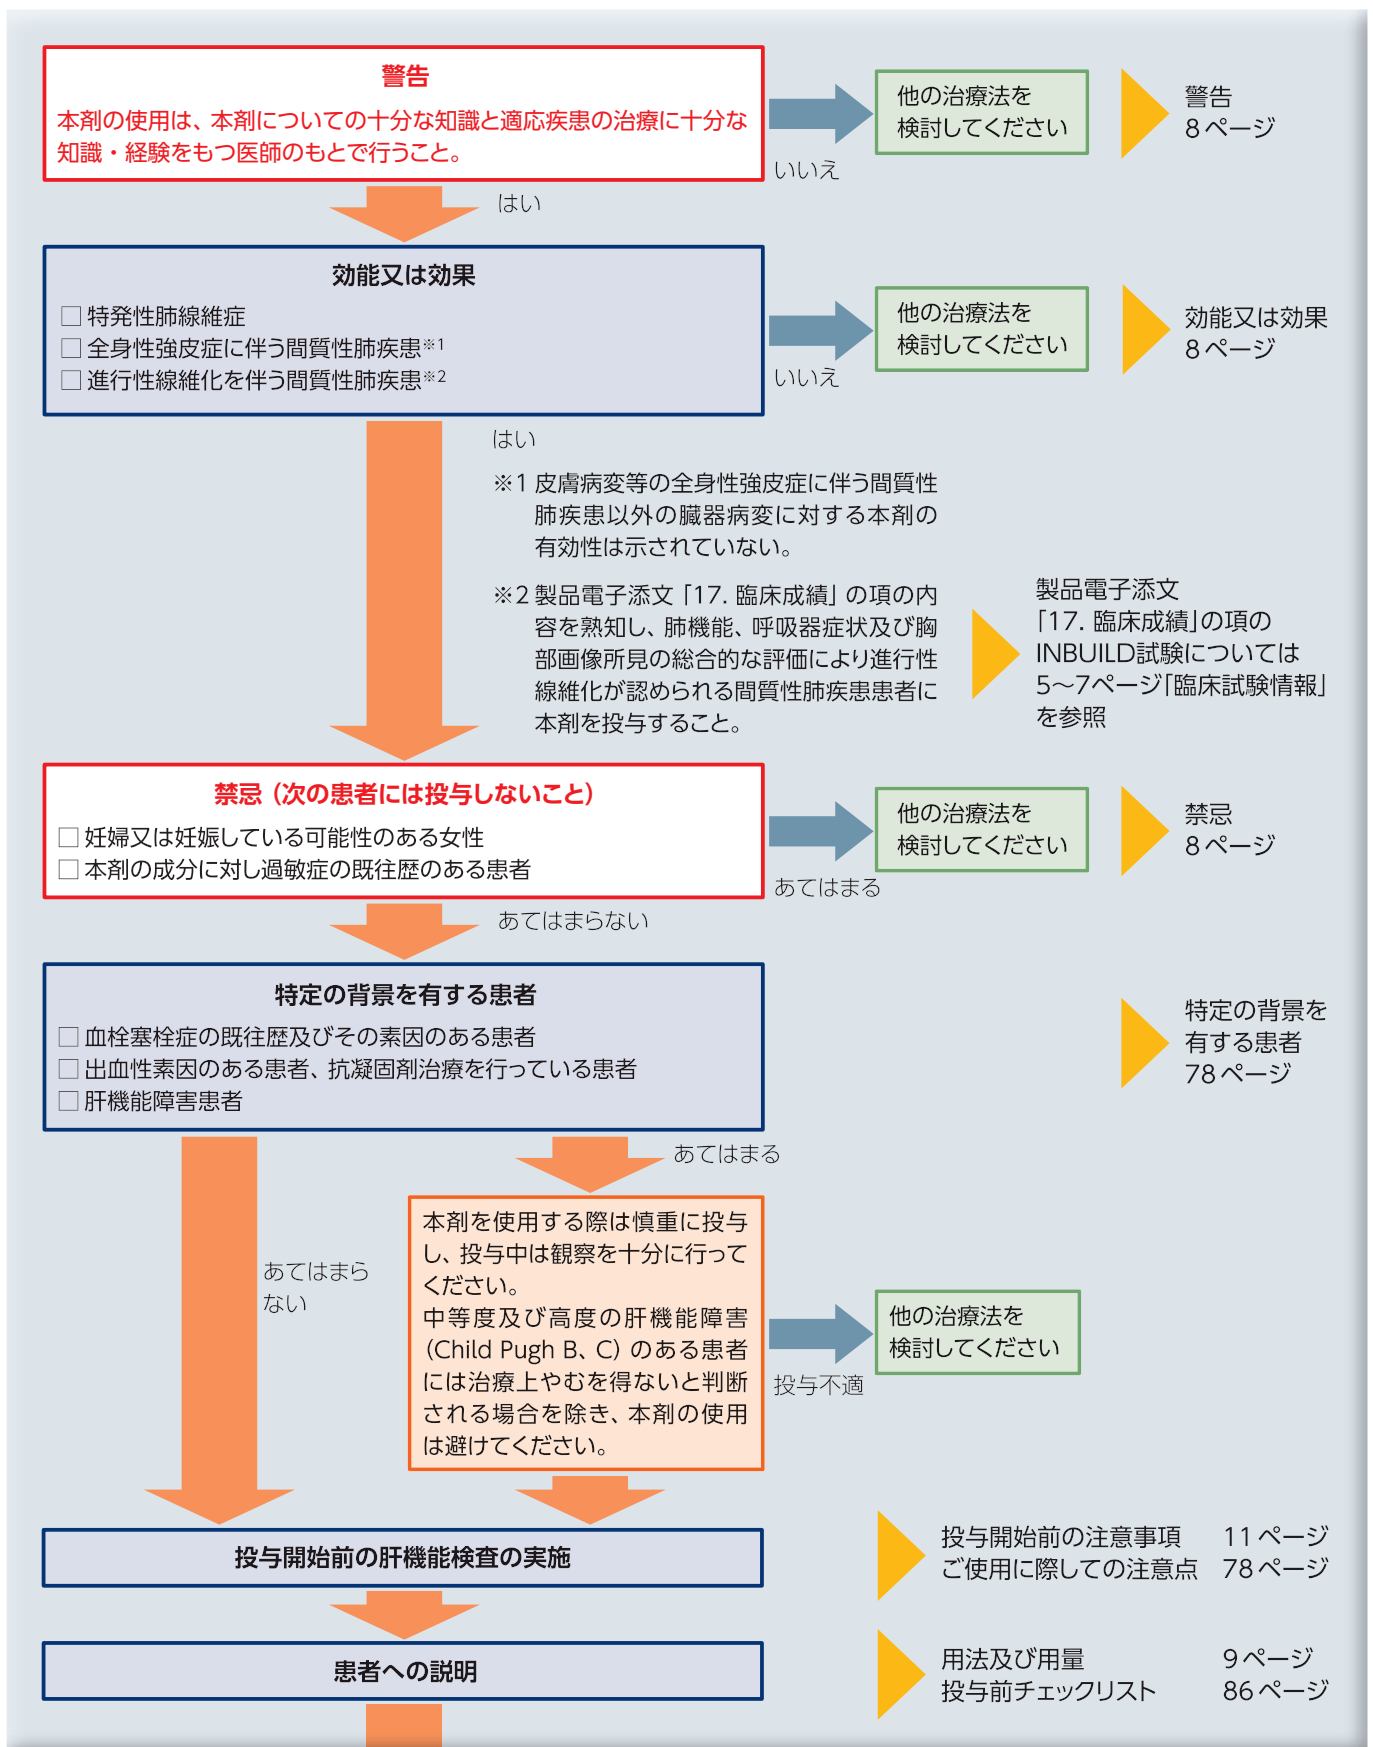 警告
本剤の使用は、本剤についての十分な知識と適応疾患の治療に十分な
知識・経験をもつ医師のもとで行うこと。
いいえ
他の治療法を
検討してください
警告
8ページ
はい
効能又は効果
□特発性肺線維症
□全身性強皮症に伴う間質性肺疾患※1
□進行性線維化を伴う間質性肺疾患※2
いいえ
他の治療法を
検討してください
効能又は効果
8ページ
はい
※1 皮膚病変等の全身性強皮症に伴う間質性
肺疾患以外の臓器病変に対する本剤の
有効性は示されていない。
※2 製品電子添文「17. 臨床成績」の項の内
容を熟知し、肺機能、呼吸器症状及び胸
部画像所見の総合的な評価により進行性
線維化が認められる間質性肺疾患患者に
本剤を投与すること。
製品電子添文
「17. 臨床成績」の項の
INBUILD試験については
5〜7ページ「臨床試験情報」
を参照
禁忌(次の患者には投与しないこと)
□妊婦又は妊娠している可能性のある女性
□本剤の成分に対し過敏症の既往歴のある患者
あてはまる
他の治療法を
検討してください
禁忌
8ページ
あてはまらない
特定の背景を有する患者
□血栓塞栓症の既往歴及びその素因のある患者
□出血性素因のある患者、抗凝固剤治療を行っている患者
□肝機能障害患者
特定の背景を
有する患者
78ページ
あてはまる
あてはまら
ない
本剤を使用する際は慎重に投与
し、投与中は観察を十分に行って
ください。
中等度及び高度の肝機能障害
(Child Pugh B、C)のある患者
には治療上やむを得ないと判断
される場合を除き、本剤の使用
は避けてください。
投与不適
他の治療法を
検討してください
投与開始前の肝機能検査の実施
投与開始前の注意事項 11ページ
ご使用に際しての注意点 78ページ
患者への説明
用法及び用量 9ページ
投与前チェックリスト 86ページ